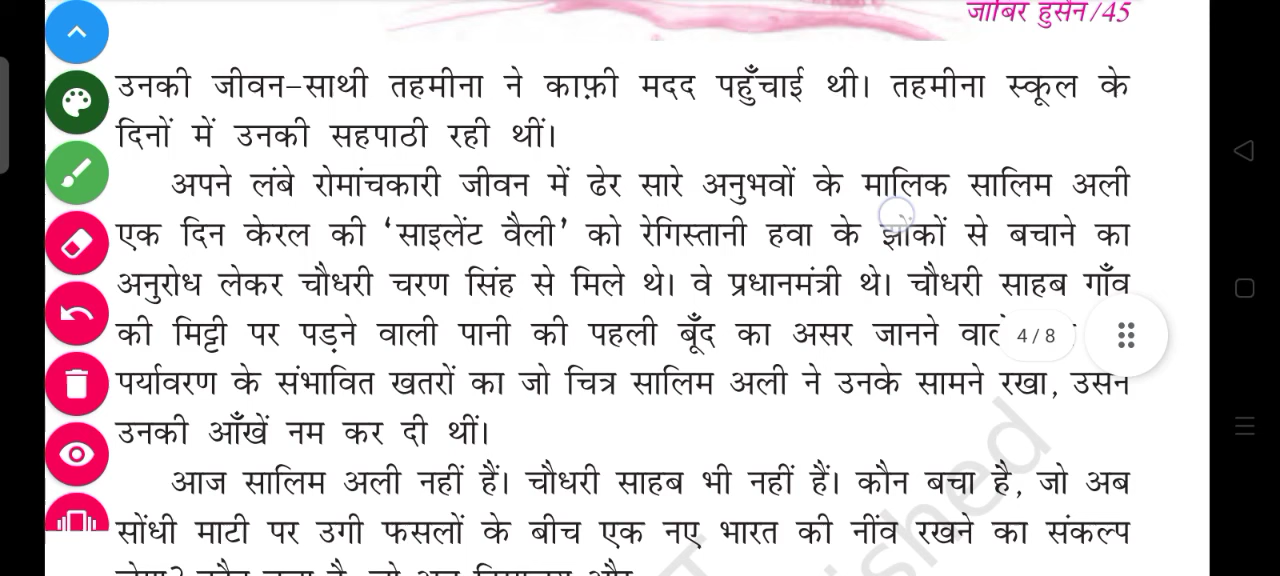 जाबिर हुसैन/45
उनकी जीवन-साथी तहमीना ने काफ़ी मदद पहुँचाई थी। तहमीना स्कूल के
दिनों में उनकी सहपाठी रही थीं।
अपने लंबे रोमांचकारी जीवन में ढेर सारे अनुभवों के मालिक सालिम अली
एक दिन केरल की ‘साइलेंट वैली’ को रेगिस्तानी हवा के झोंकों से बचाने का
अनुरोध लेकर चौधरी चरण सिंह से मिले थे। वे प्रधानमंत्री थे। चौधरी साहब गाँव
की मिट्टी पर पड़ने वाली पानी की पहली बूँद का असर जानने
4/8
पर्यावरण के संभावित खतरों का जो चित्र सालिम अली ने उनके सामने रखा, उसने
उनकी आँखें नम कर दी थीं।
आज सालिम अली नहीं हैं। चौधरी साहब भी नहीं हैं। कौन बचा है, जो अब
सोंधी माटी पर उगी फसलों के बीच एक नए भारत की नींव रखने का संकल्प